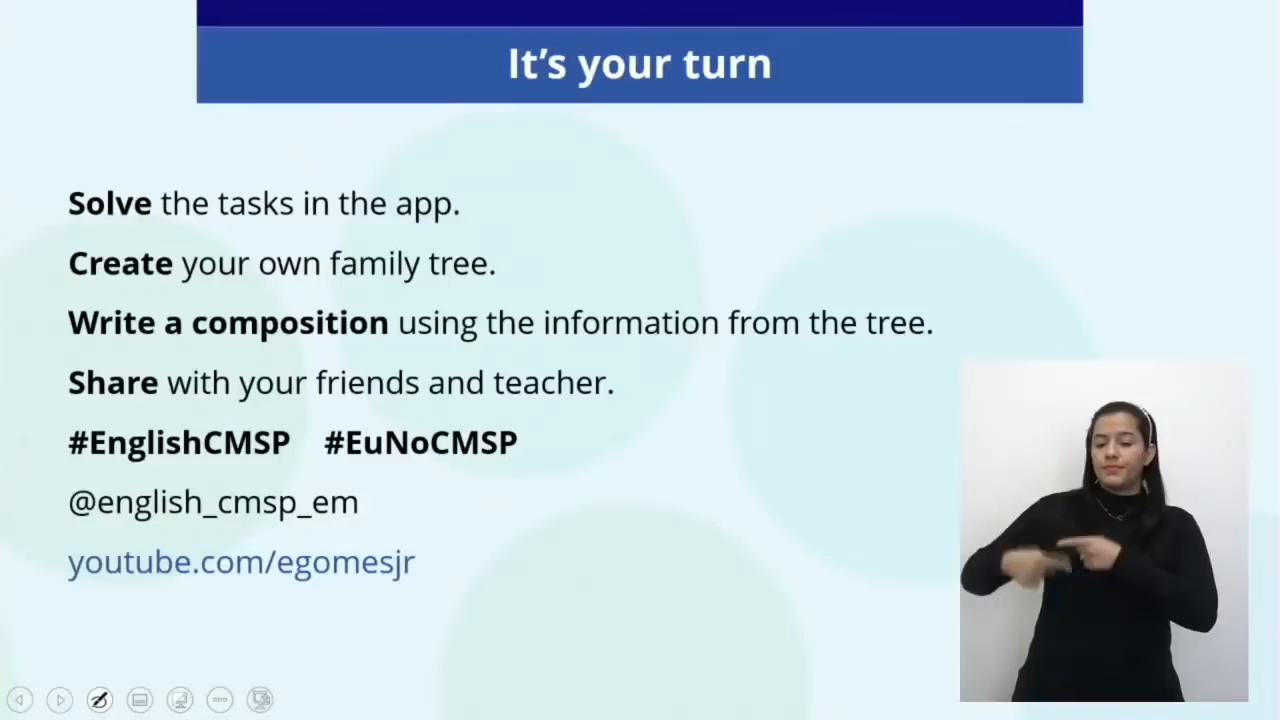 It’s your turn
Solve the tasks in the app.
Create your own family tree.
Write a composition using the information from the tree.
Share with your friends and teacher.
#EnglishCMSP #EuNoCMSP
@english_cmsp_em
youtube.com/egomesjr